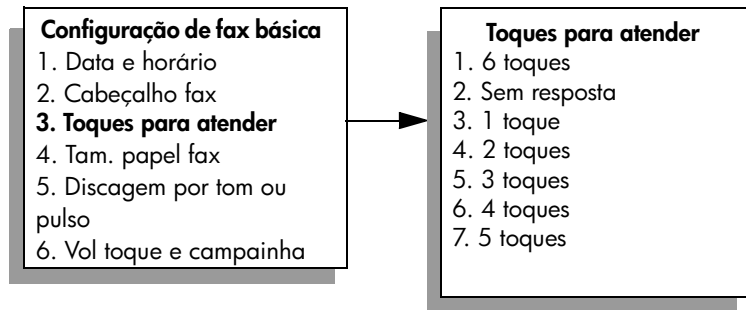 Configuração de fax básica
1. Data e horário
2. Cabeçalho fax
3. Toques para atender
4. Tam. papel fax
5. Discagem por tom ou
pulso
6. Vol toque e campainha
Toques para atender
1. 6 toques
2. Sem resposta
3. 1 toque
4. 2 toques
5. 3 toques
6. 4 toques
7. 5 toques